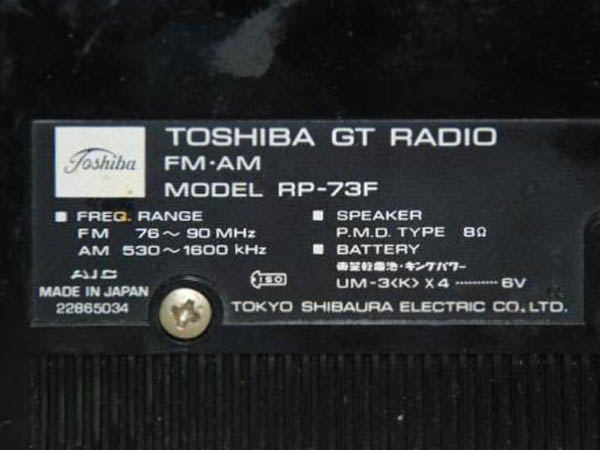 Toshiba
TOSHIBA GT RADIO
FM·AM
MODEL RP-73F
■ FREQ. RANGE
FM 76~90 MHz
AM 530~1600 kHz
■ SPEAKER
P.M.D. TYPE 8Ω
■ BATTERY
東芝乾電池・キングパワー
UM-3<K> X 4 ---------- 6V
MADE IN JAPAN
22865034
ISO
TOKYO SHIBAURA ELECTRIC CO., LTD.